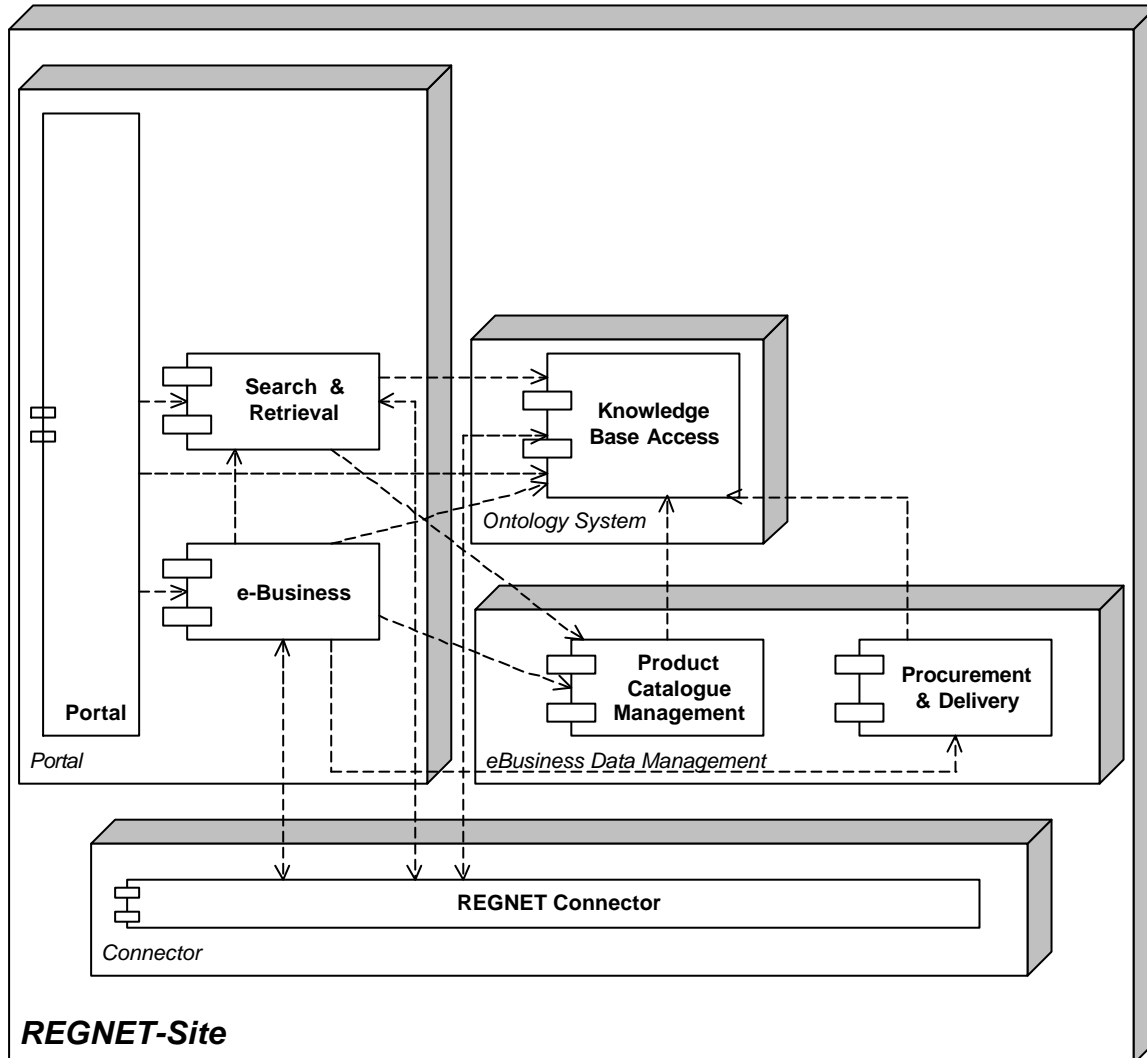 Search &
Retrieval
Knowledge
Base Access
Ontology System
e-Business
Product
Catalogue
Management
Procurement
& Delivery
Portal
Portal
eBusiness Data Management
REGNET Connector
Connector
REGNET-Site